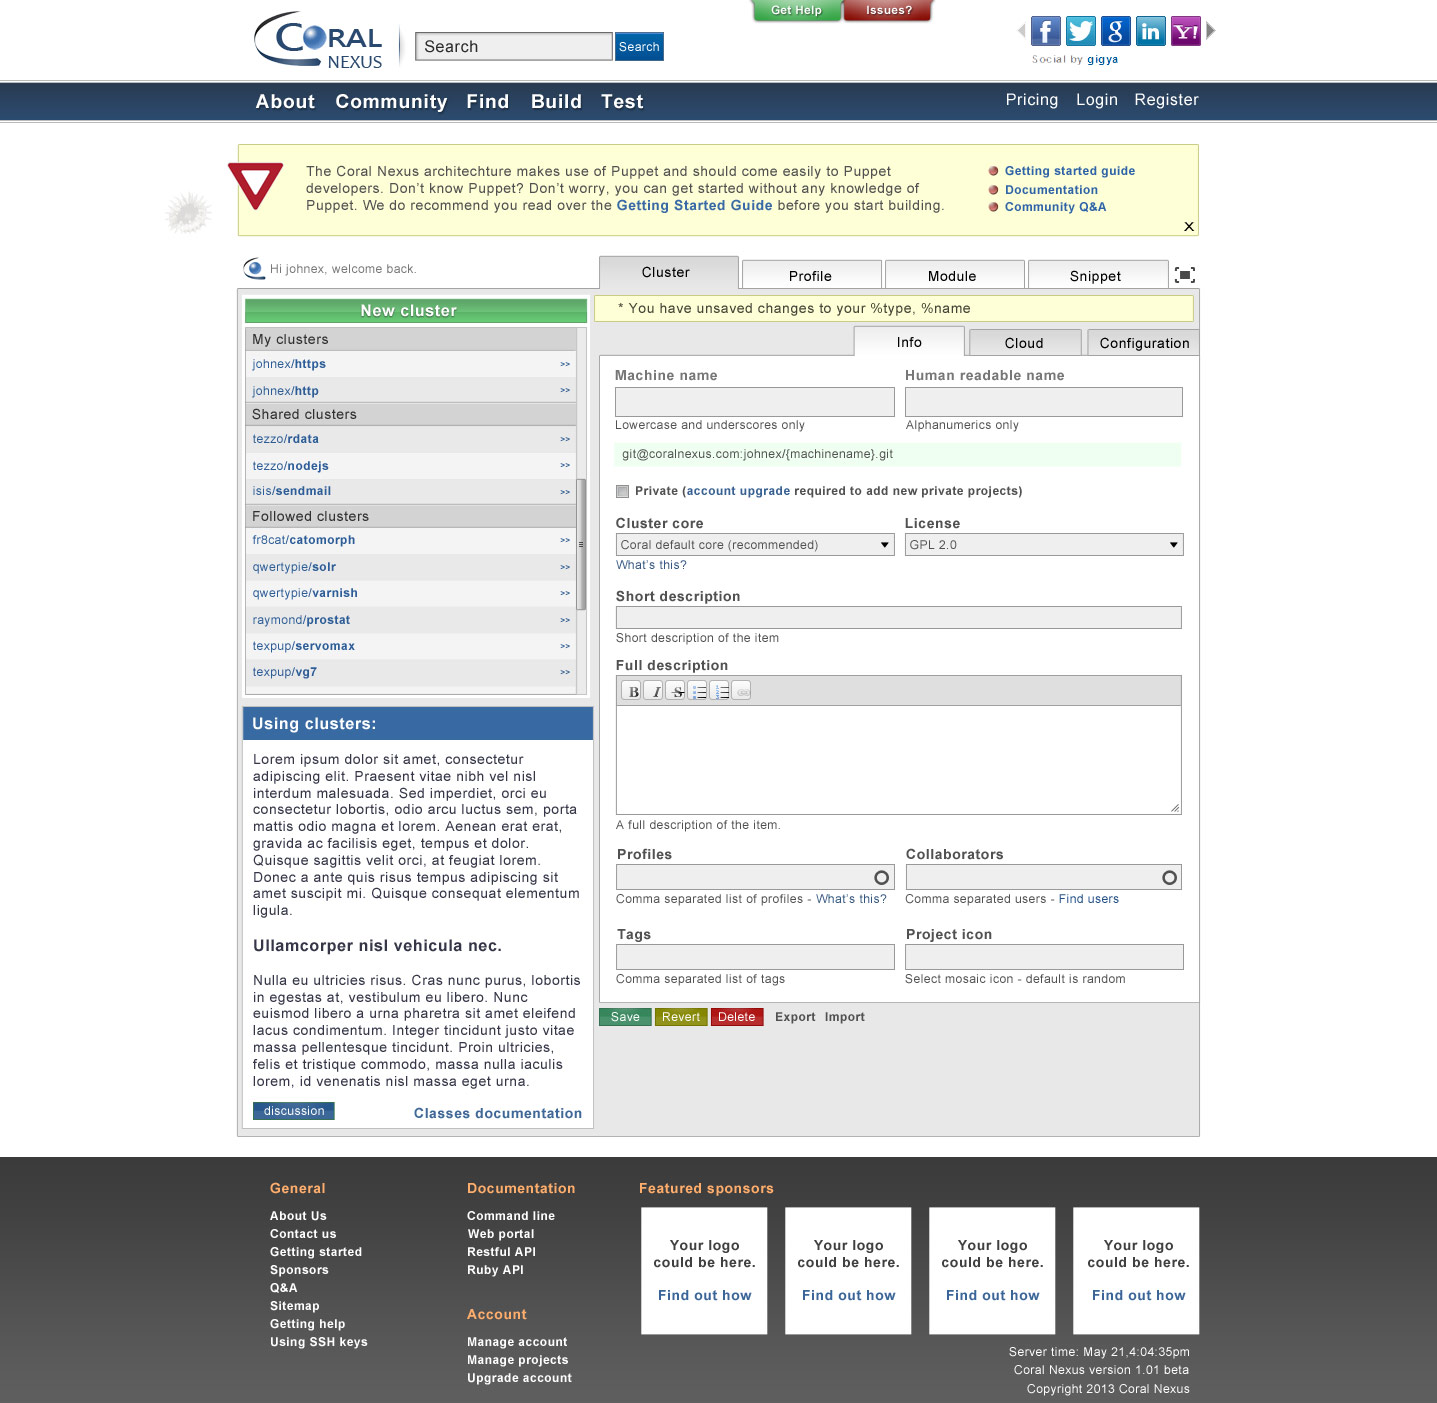 Get Help
Issues?
CORAL
NEXUS
Search
Search
Social by gigya
About
Community
Find
Build
Test
Pricing
Login
Register
The Coral Nexus architechture makes use of Puppet and should come easily to Puppet
developers. Don't know Puppet? Don't worry, you can get started without any knowledge of
Puppet. We do recommend you read over the Getting Started Guide before you start building.
Getting started guide
Documentation
Community Q&A
X
Hi johnex, welcome back.
Cluster
Profile
Module
Snippet
New cluster
My clusters
johnex/https >>
johnex/http >>
Shared clusters
tezzo/rdata >>
tezzo/nodejs >>
isis/sendmail >>
Followed clusters
fr8cat/catomorph >>
qwertypie/solr >>
qwertypie/varnish >>
raymond/prostat >>
texpup/servomax >>
texpup/vg7 >>
Using clusters:
Lorem ipsum dolor sit amet, consectetur
adipiscing elit. Praesent vitae nibh vel nisl
interdum malesuada. Sed imperdiet, orci eu
consectetur lobortis, odio arcu luctus sem, porta
mattis odio magna et lorem. Aenean erat erat,
gravida ac facilisis eget, tempus et dolor.
Quisque sagittis velit orci, at feugiat lorem.
Donec a ante quis risus tempus adipiscing sit
amet suscipit mi. Quisque consequat elementum
ligula.
Ullamcorper nisl vehicula nec.
Nulla eu ultricies risus. Cras nunc purus, lobortis
in egestas at, vestibulum eu libero. Nunc
euismod libero a urna pharetra sit amet eleifend
lacus condimentum. Integer tincidunt justo vitae
massa pellentesque tincidunt. Proin ultricies,
felis et tristique commodo, massa nulla iaculis
lorem, id venenatis nisl massa eget urna.
discussion
Classes documentation
* You have unsaved changes to your %type, %name
Info
Cloud
Configuration
Machine name
Human readable name
Lowercase and underscores only
Alphanumerics only
git@coralnexus.com:johnex/{machinename}.git
Private (account upgrade required to add new private projects)
Cluster core
License
Coral default core (recommended)
GPL 2.0
What's this?
Short description
Short description of the item
Full description
B I S
A full description of the item.
Profiles
Collaborators
Comma separated list of profiles - What's this?
Comma separated users - Find users
Tags
Project icon
Comma separated list of tags
Select mosaic icon - default is random
Save
Revert
Delete
Export
Import
General
About Us
Contact us
Getting started
Sponsors
Q&A
Sitemap
Getting help
Using SSH keys
Documentation
Command line
Web portal
Restful API
Ruby API
Account
Manage account
Manage projects
Upgrade account
Featured sponsors
Your logo
could be here.
Find out how
Your logo
could be here.
Find out how
Your logo
could be here.
Find out how
Your logo
could be here.
Find out how
Server time: May 21,4:04:35pm
Coral Nexus version 1.01 beta
Copyright 2013 Coral Nexus